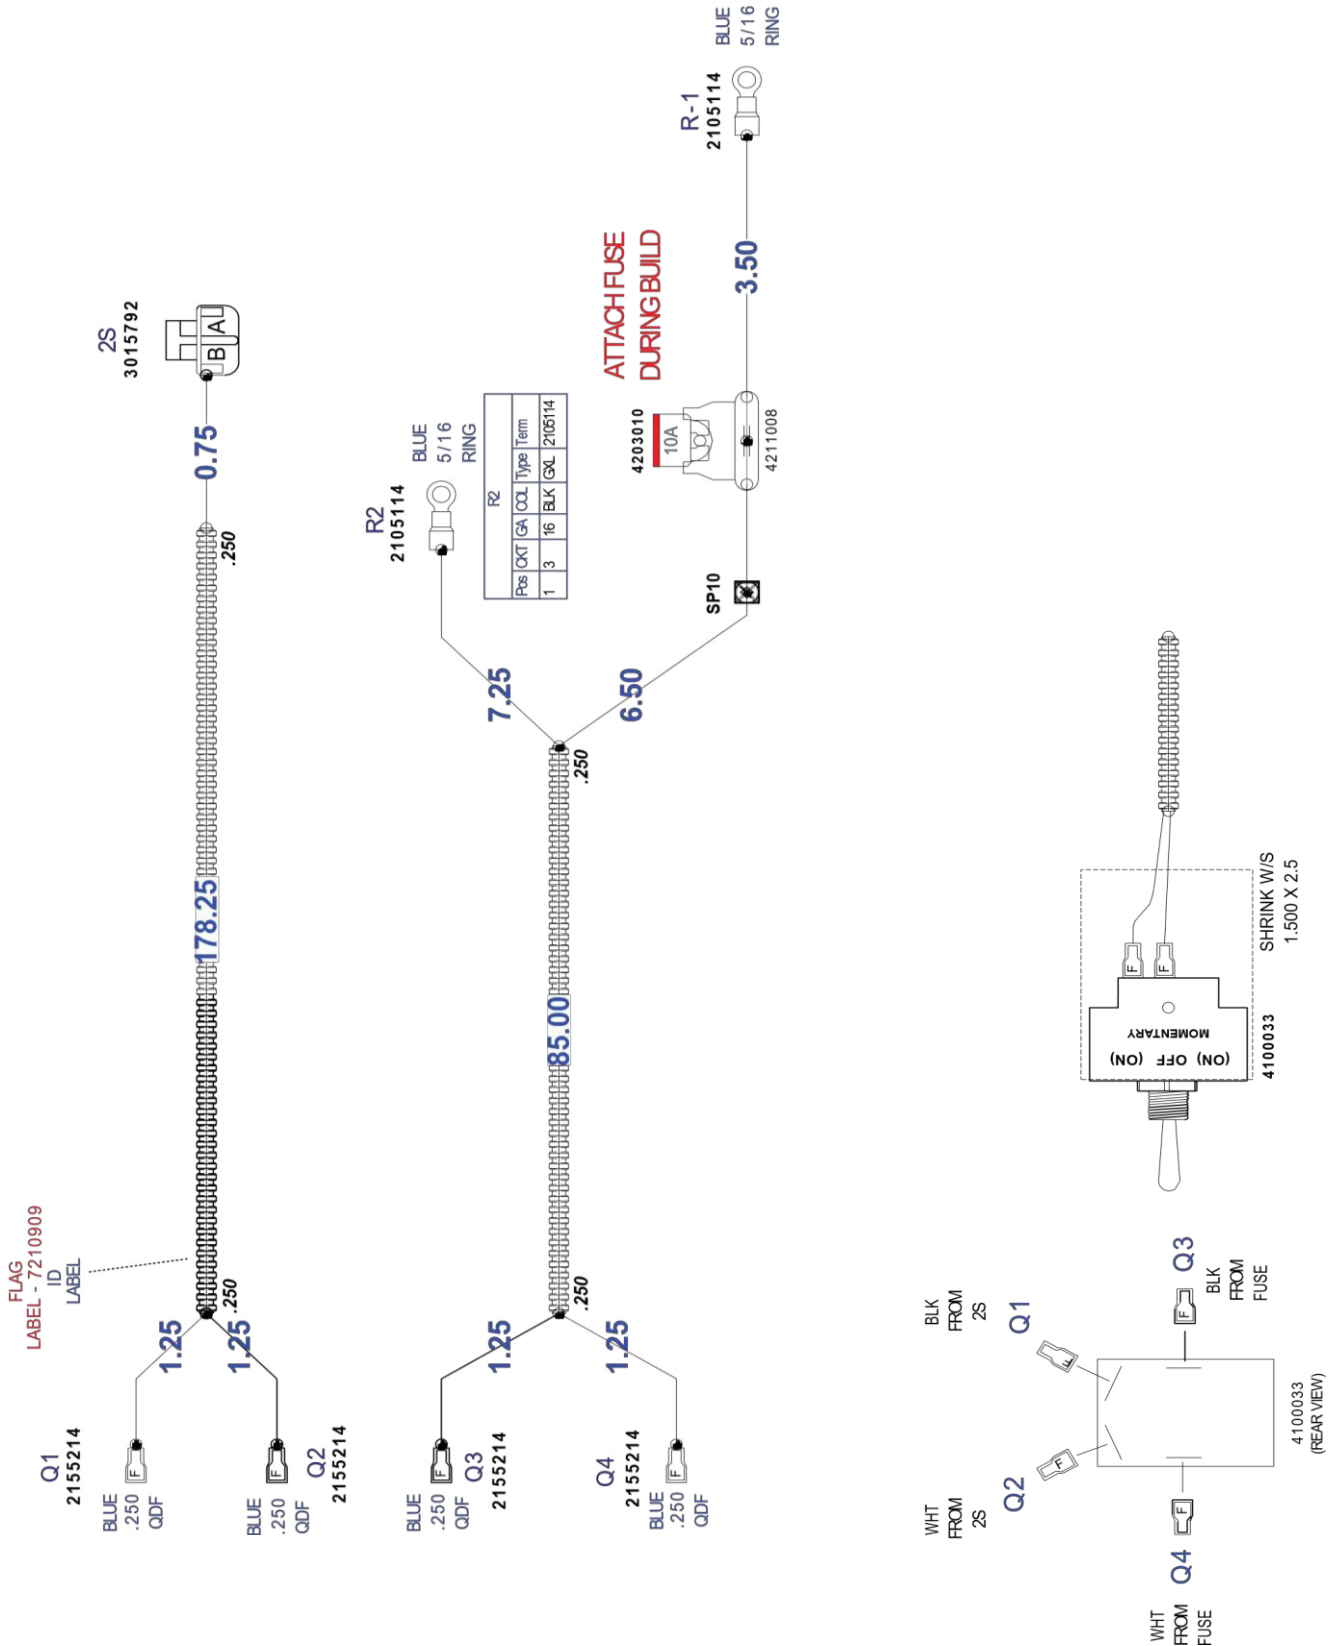 FLAG
LABEL - 7210909
ID
LABEL
Q1
2155214
BLUE
.250
QDF
F
1.25
1.25
.250
178.25
.250
0.75
2S
3015792
B
A
F
Q2
2155214
BLUE
.250
QDF
R2
2105114
BLUE
5/16
RING
R2
Pos CKT GA COL Type Term
1 3 16 BLK GXL 2105114
Q3
2155214
BLUE
.250
QDF
F
1.25
1.25
.250
85.00
.250
7.25
6.50
SP10
Q4
2155214
BLUE
.250
QDF
F
4203010
10A
4211008
ATTACH FUSE
DURING BUILD
3.50
R-1
2105114
BLUE
5/16
RING
WHT
FROM
2S
Q2
F
BLK
FROM
2S
Q1
F
WHT
FROM
FUSE
Q4
F
Q3
F
BLK
FROM
FUSE
4100033
(REAR VIEW)
(ON) OFF (ON)
MOMENTARY
F
F
4100033
SHRINK W/S
1.500 X 2.5